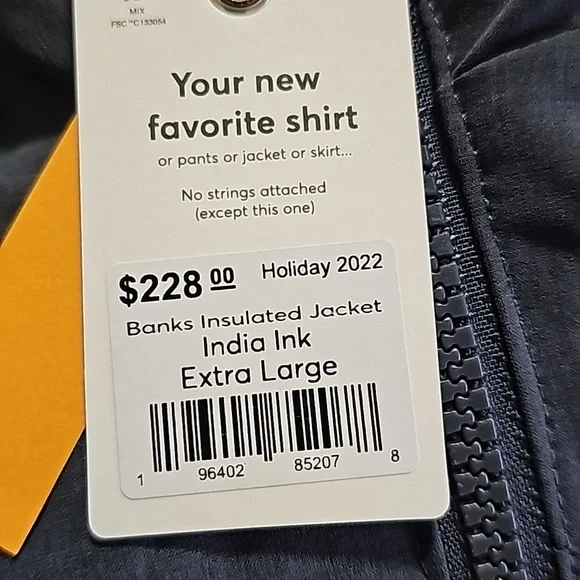 MIX
FSC™C133054
Your new
favorite shirt
or pants or jacket or skirt...
No strings attached
(except this one)
$228 00 Holiday 2022
Banks Insulated Jacket
India Ink
Extra Large
1 96402 85207 8